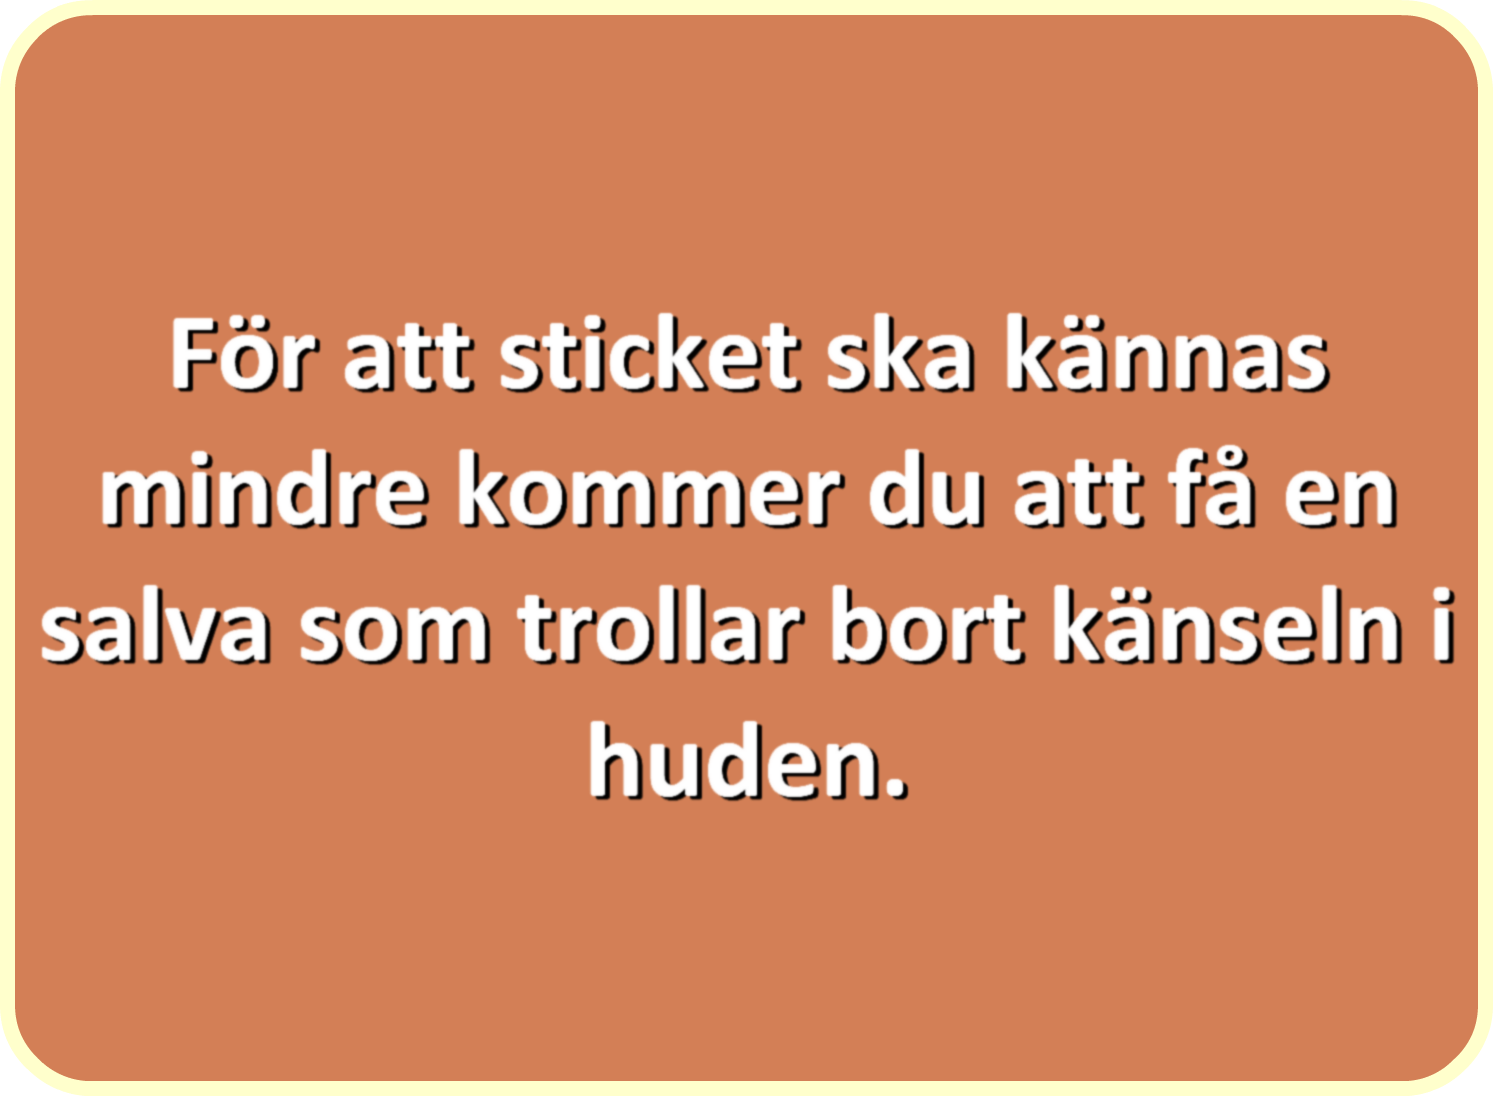 För att sticket ska kännas
mindre kommer du att få en
salva som trollar bort känseln i
huden.